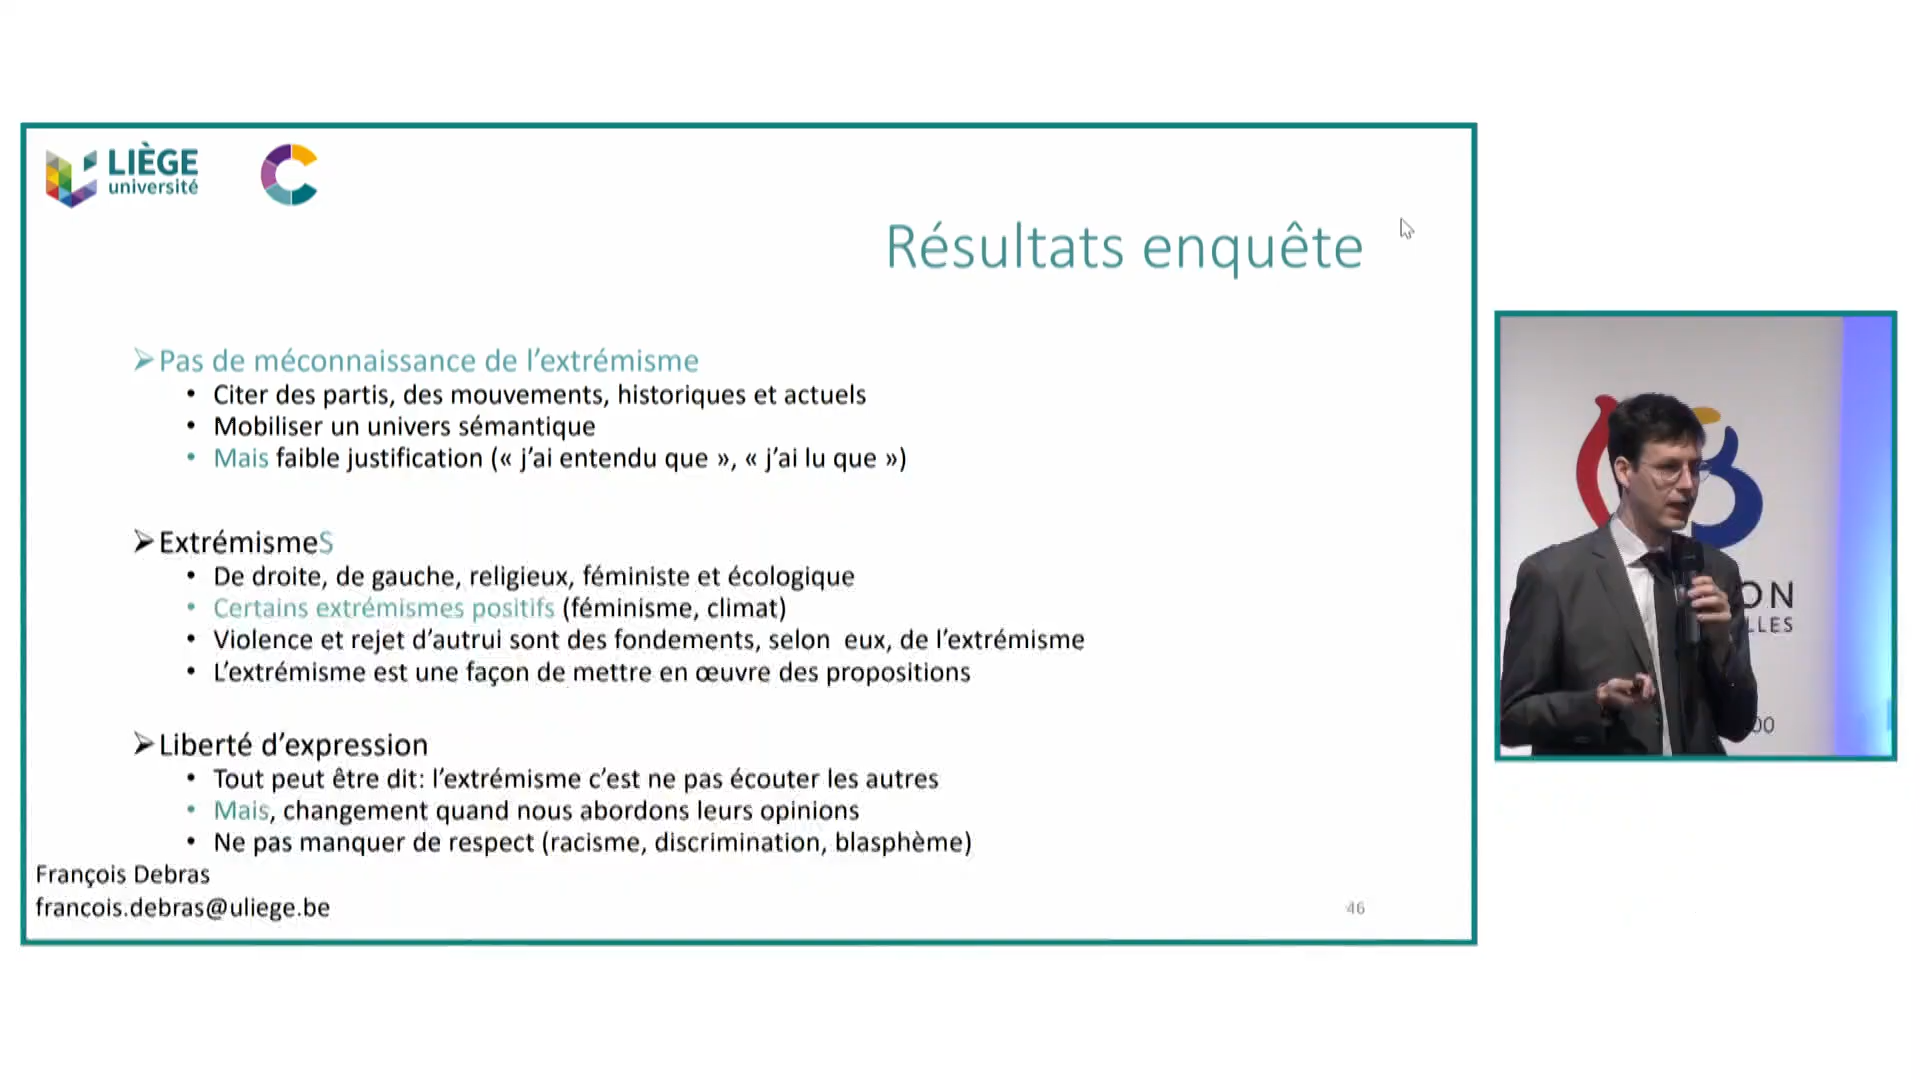 LIÈGE
université
Résultats enquête
➢Pas de méconnaissance de l'extrémisme
• Citer des partis, des mouvements, historiques et actuels
• Mobiliser un univers sémantique
• Mais faible justification (« j'ai entendu que », « j'ai lu que »)
➢ExtrémismeS
• De droite, de gauche, religieux, féministe et écologique
• Certains extrémismes positifs (féminisme, climat)
• Violence et rejet d'autrui sont des fondements, selon  eux, de l'extrémisme
• L'extrémisme est une façon de mettre en œuvre des propositions
➢Liberté d'expression
• Tout peut être dit: l'extrémisme c'est ne pas écouter les autres
• Mais, changement quand nous abordons leurs opinions
• Ne pas manquer de respect (racisme, discrimination, blasphème)
François Debras
francois.debras@uliege.be
46
ON
LLES